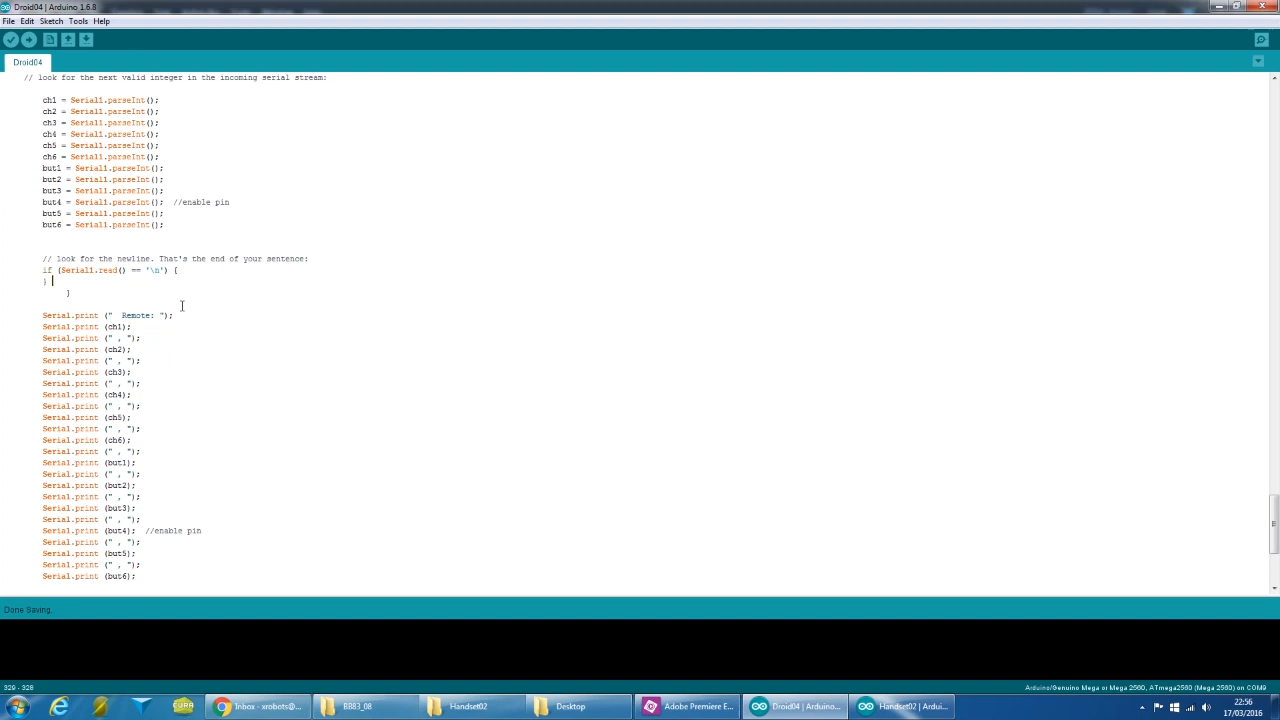 Droid04 | Arduino 1.6.8
File Edit Sketch Tools Help
Droid04
// look for the next valid integer in the incoming serial stream:
ch1 = Serial1.parseInt();
ch2 = Serial1.parseInt();
ch3 = Serial1.parseInt();
ch4 = Serial1.parseInt();
ch5 = Serial1.parseInt();
ch6 = Serial1.parseInt();
but1 = Serial1.parseInt();
but2 = Serial1.parseInt();
but3 = Serial1.parseInt();
but4 = Serial1.parseInt();  //enable pin
but5 = Serial1.parseInt();
but6 = Serial1.parseInt();
// look for the newline. That's the end of your sentence:
if (Serial1.read() == '\n') {
}
}
Serial.print ("  Remote: ");
Serial.print (ch1);
Serial.print (" , ");
Serial.print (ch2);
Serial.print (" , ");
Serial.print (ch3);
Serial.print (" , ");
Serial.print (ch4);
Serial.print (" , ");
Serial.print (ch5);
Serial.print (" , ");
Serial.print (ch6);
Serial.print (" , ");
Serial.print (but1);
Serial.print (" , ");
Serial.print (but2);
Serial.print (" , ");
Serial.print (but3);
Serial.print (" , ");
Serial.print (but4);  //enable pin
Serial.print (" , ");
Serial.print (but5);
Serial.print (" , ");
Serial.print (but6);
Done Saving.
329 - 328
Arduino/Genuino Mega or Mega 2560, ATmega2560 (Mega 2560) on COM9
Inbox - xrobots@...
BB83_08
Handset02
Desktop
Adobe Premiere E...
Droid04 | Arduino...
Handset02 | Ardui...
22:56
17/03/2016